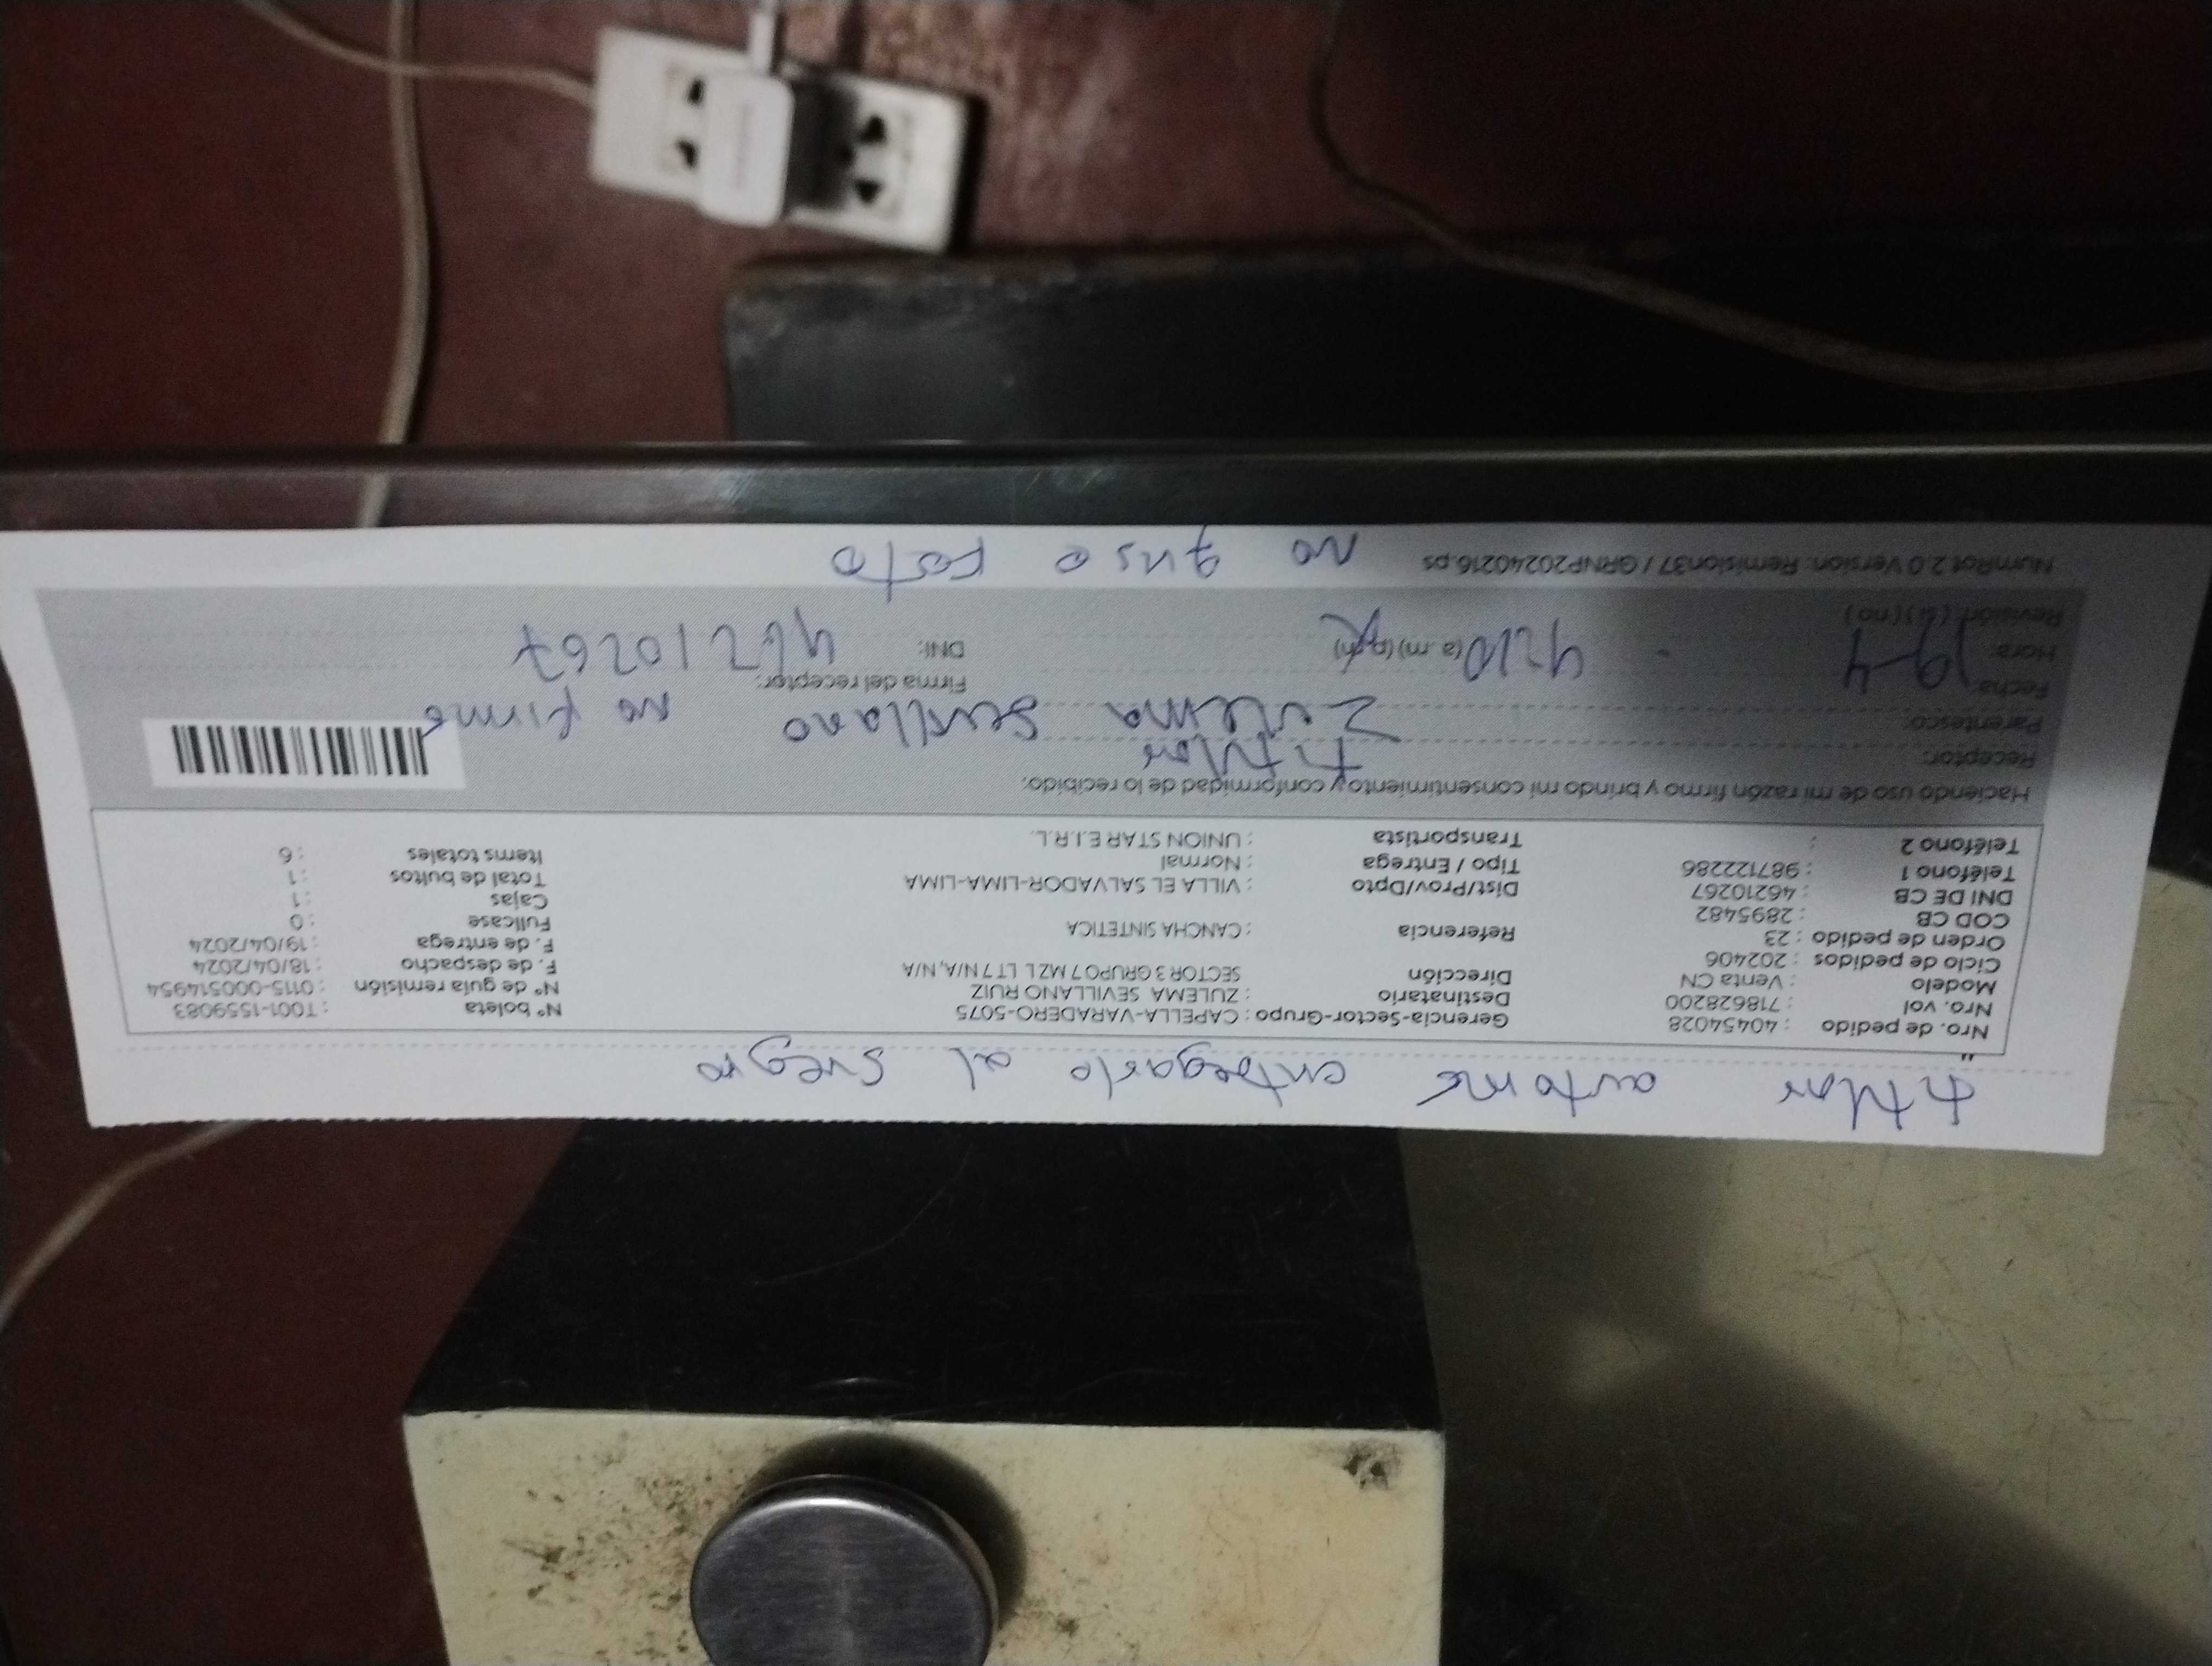 titular autoriza entregarlo al suegro
"
Nro. de pedido : 40454028
Nro. vol : 718628200
Modelo : Venta CN
Ciclo de pedidos : 202406
Orden de pedido : 23
COD CB : 2895482
DNI DE CB : 46210267
Teléfono 1 : 987122286
Teléfono 2 :
Gerencia-Sector-Grupo : CAPELLA-VARADERO-5075
Destinatario : ZULEMA SEVILLANO RUIZ
Dirección SECTOR 3 GRUPO 7 MZ L LT 7 N/A, N/A
Referencia : CANCHA SINTETICA
Dist/Prov/Dpto : VILLA EL SALVADOR-LIMA-LIMA
Tipo / Entrega : Normal
Transportista : UNION STAR E.I.R.L.
N° boleta : T001-1559083
N° de guía remisión : 0115-000514954
F. de despacho : 18/04/2024
F. de entrega : 19/04/2024
Fullcase : 0
Cajas : 1
Total de bultos : 1
Items totales : 6
Haciendo uso de mi razón firmo y brindo mi consentimiento y conformidad de lo recibido.
Receptor: titular
Parentesco: Zulema Sevillano no firma
Fecha: 19-4
Firma del receptor:
Hora: 4:10 (a. m) (p. m)
DNI: 46210267
Revisión: (si) (no)
NumRot 2.0 Version: Remision37 / GRNP20240216.ps
no quso foto